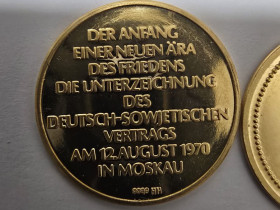 DER ANFANG
EINER NEUEN ÄRA
DES FRIEDENS
DIE UNTERZEICHNUNG
DES
DEUTSCH-SOWJETISCHEN
VERTRAGS
AM 12. AUGUST 1970
IN MOSKAU